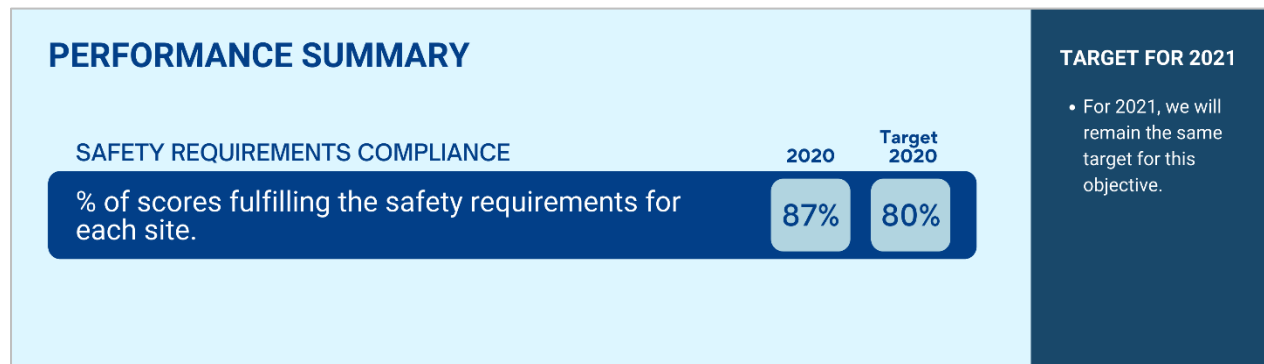 PERFORMANCE SUMMARY
SAFETY REQUIREMENTS COMPLIANCE
2020
Target
2020
% of scores fulfilling the safety requirements for
each site.
87%
80%
TARGET FOR 2021
• For 2021, we will
remain the same
target for this
objective.